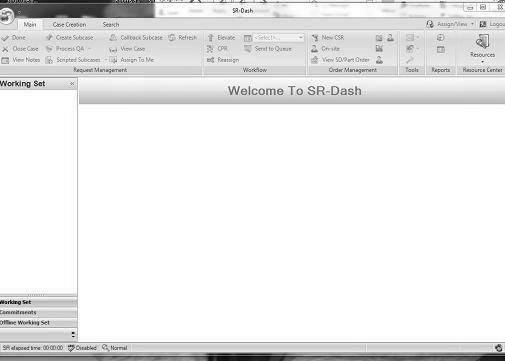 SR-Dash
Main Case Creation Search
Assign/View Logou
Done Create Subcase Callback Subcase Refresh Elevate <Select... New CSR
Close Case Process QA View Case CPR Send to Queue On-site
View Notes Scripted Subcases Assign To Me Reassign View SD/Part Order Resources
Request Management Workflow Order Management Tools Reports Resource Center
Working Set «
Welcome To SR-Dash
Working Set
Commitments
Offline Working Set
SR elapsed time: 00:00:00 Disabled Normal